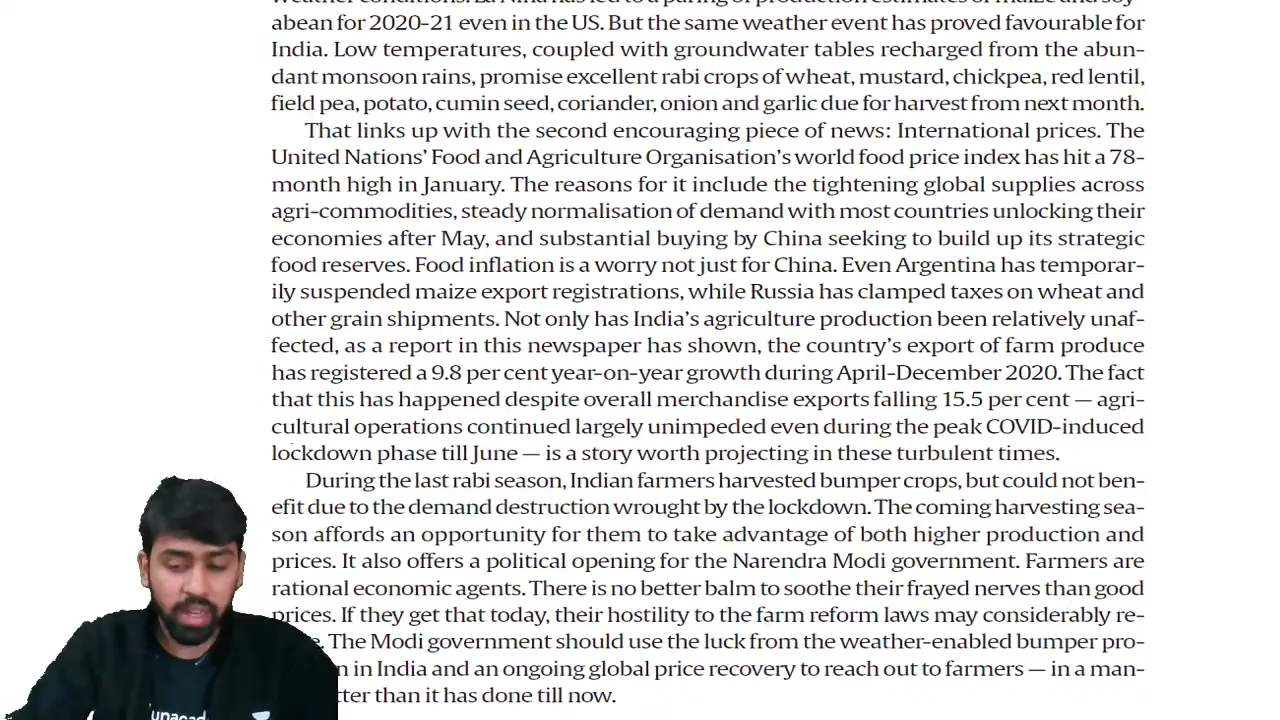 weather conditions. La Nina has led to a paring of production estimates of maize and soy-
abean for 2020-21 even in the US. But the same weather event has proved favourable for
India. Low temperatures, coupled with groundwater tables recharged from the abun-
dant monsoon rains, promise excellent rabi crops of wheat, mustard, chickpea, red lentil,
field pea, potato, cumin seed, coriander, onion and garlic due for harvest from next month.
That links up with the second encouraging piece of news: International prices. The
United Nations’ Food and Agriculture Organisation’s world food price index has hit a 78-
month high in January. The reasons for it include the tightening global supplies across
agri-commodities, steady normalisation of demand with most countries unlocking their
economies after May, and substantial buying by China seeking to build up its strategic
food reserves. Food inflation is a worry not just for China. Even Argentina has temporar-
ily suspended maize export registrations, while Russia has clamped taxes on wheat and
other grain shipments. Not only has India’s agriculture production been relatively unaf-
fected, as a report in this newspaper has shown, the country’s export of farm produce
has registered a 9.8 per cent year-on-year growth during April-December 2020. The fact
that this has happened despite overall merchandise exports falling 15.5 per cent — agri-
cultural operations continued largely unimpeded even during the peak COVID-induced
lockdown phase till June — is a story worth projecting in these turbulent times.
During the last rabi season, Indian farmers harvested bumper crops, but could not ben-
efit due to the demand destruction wrought by the lockdown. The coming harvesting sea-
son affords an opportunity for them to take advantage of both higher production and
prices. It also offers a political opening for the Narendra Modi government. Farmers are
rational economic agents. There is no better balm to soothe their frayed nerves than good
prices. If they get that today, their hostility to the farm reform laws may considerably re-
The Modi government should use the luck from the weather-enabled bumper pro-
in India and an ongoing global price recovery to reach out to farmers — in a man-
than it has done till now.